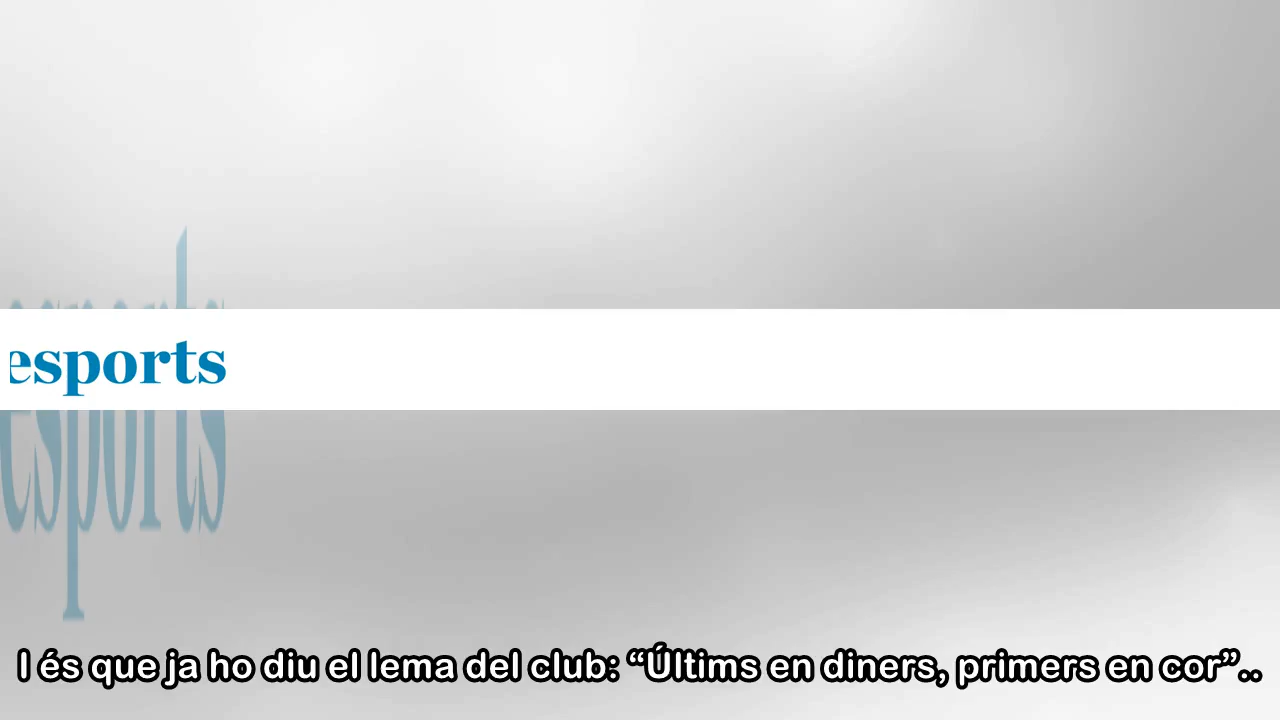 esports
I és que ja ho diu el lema del club: “Últims en diners, primers en cor”..